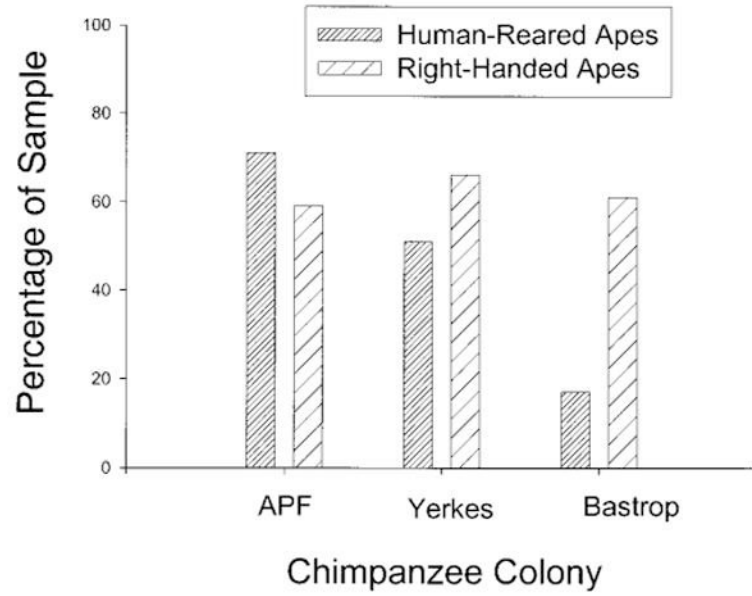 Human-Reared Apes
Right-Handed Apes
Percentage of Sample
100
80
60
40
20
0
APF
Yerkes
Bastrop
Chimpanzee Colony